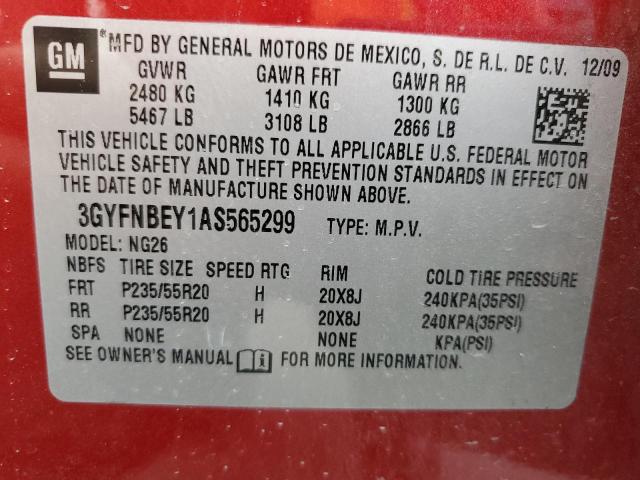 GM ®MFD BY GENERAL MOTORS DE MEXICO, S. DE R.L. DE C.V. 12/09
GVWR GAWR FRT GAWR RR
2480 KG 1410 KG 1300 KG
5467 LB 3108 LB 2866 LB
THIS VEHICLE CONFORMS TO ALL APPLICABLE U.S. FEDERAL MOTOR
VEHICLE SAFETY AND THEFT PREVENTION STANDARDS IN EFFECT ON
THE DATE OF MANUFACTURE SHOWN ABOVE.
3GYFNBEY1AS565299 TYPE: M.P.V.
MODEL: NG26
NBFS TIRE SIZE SPEED RTG RIM COLD TIRE PRESSURE
FRT P235/55R20 H 20X8J 240KPA(35PSI)
RR P235/55R20 H 20X8J 240KPA(35PSI)
SPA NONE NONE KPA(PSI)
SEE OWNER'S MANUAL FOR MORE INFORMATION.